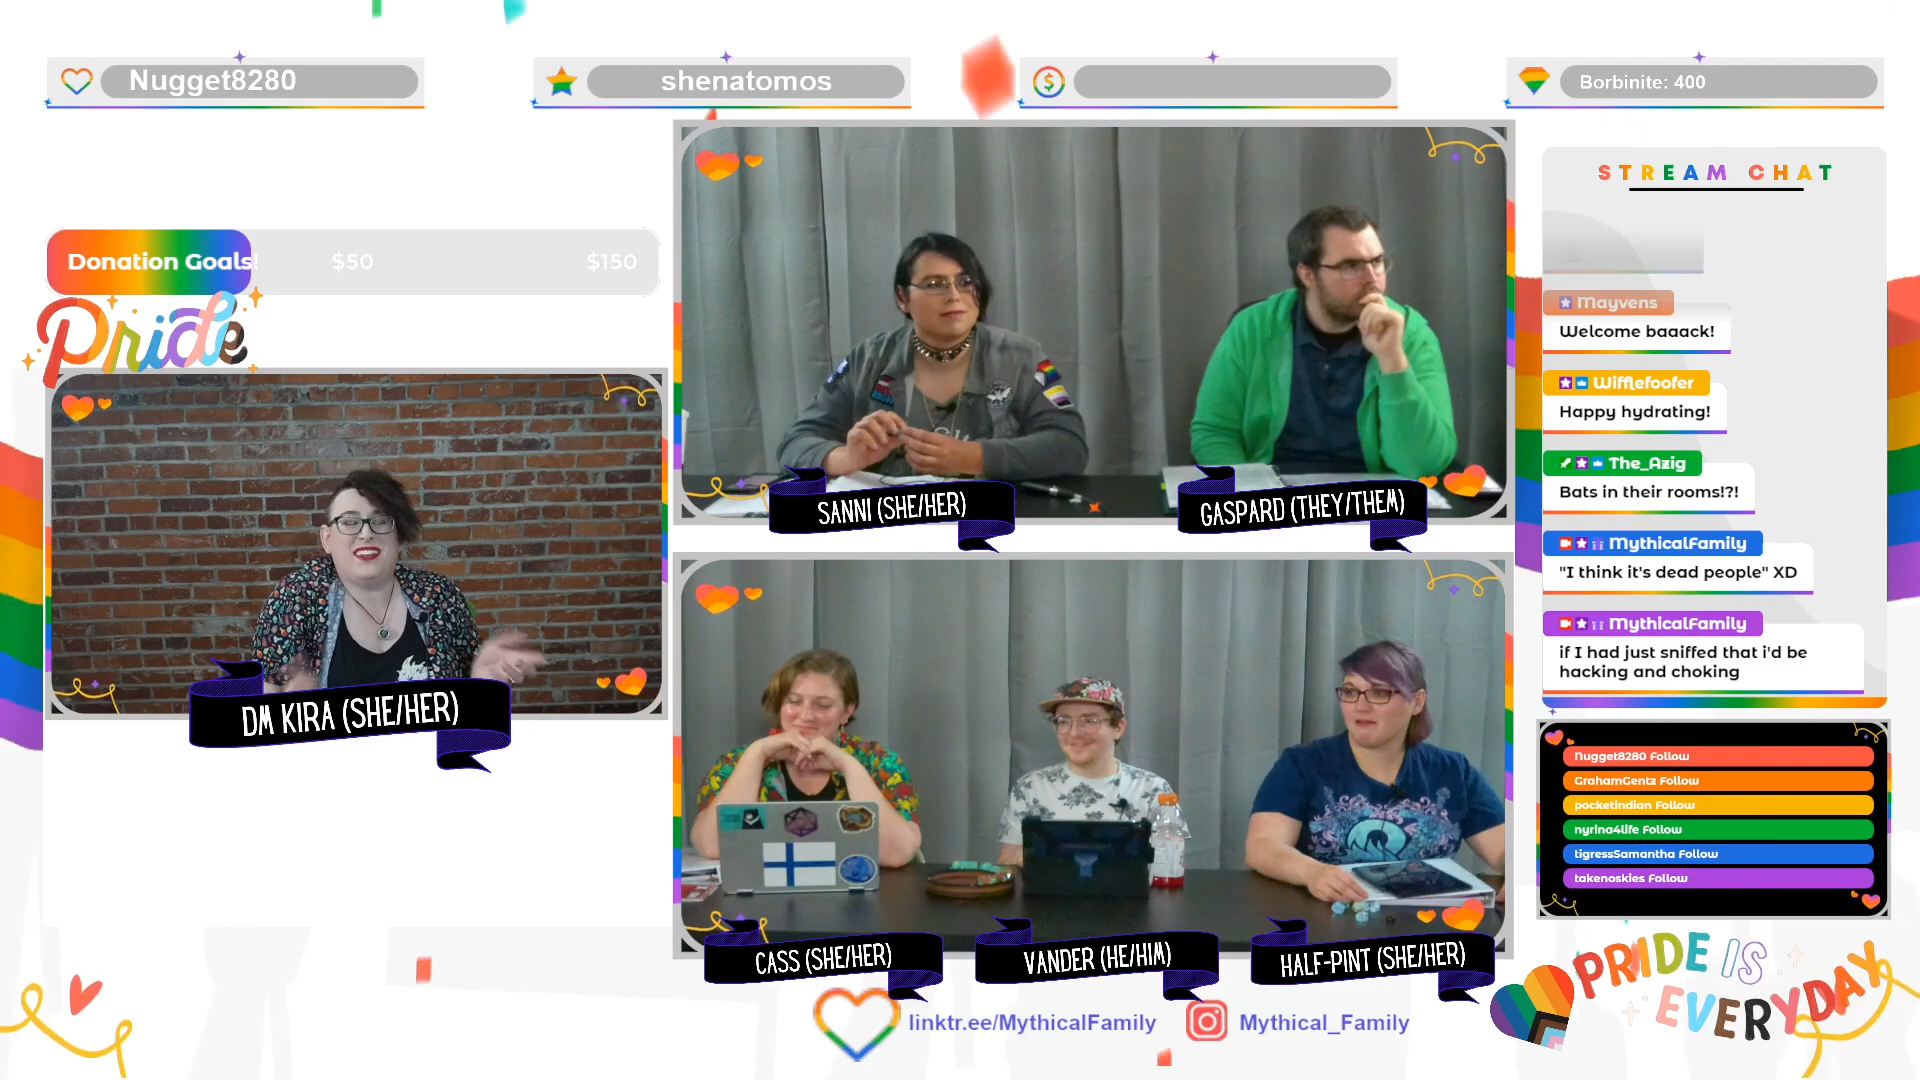 Nugget8280
shenatomos
Borbinite: 400
Donation Goals!
$50
$150
Pride
DM KIRA (SHE/HER)
SANNI (SHE/HER)
GASPARD (THEY/THEM)
CASS (SHE/HER)
VANDER (HE/HIM)
HALF-PINT (SHE/HER)
linktr.ee/MythicalFamily
Mythical_Family
STREAM CHAT
Mayvens
Welcome baaack!
Wifflefoofer
Happy hydrating!
The_Azig
Bats in their rooms!?!
MythicalFamily
"I think it's dead people" XD
MythicalFamily
if I had just sniffed that i'd be
hacking and choking
Nugget8280 Follow
GrahamGentz Follow
pocketindian Follow
nyrina4life Follow
tigressSamantha Follow
takenoskies Follow
PRIDE IS
EVERYDAY